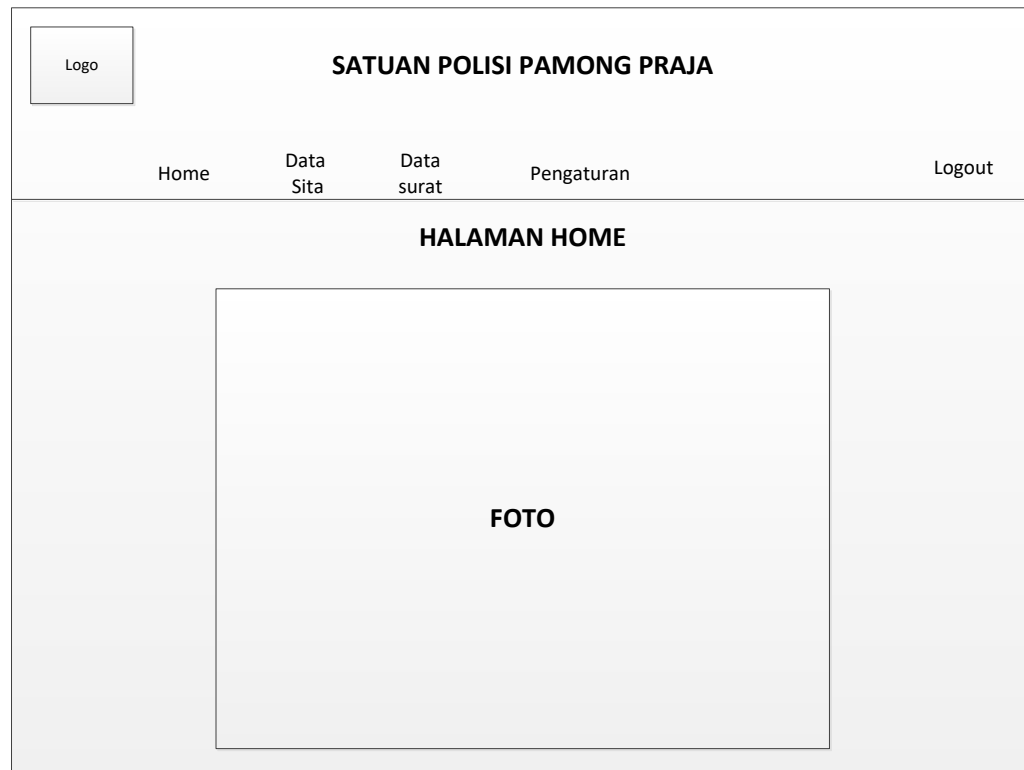 Logo
SATUAN POLISI PAMONG PRAJA
Home
Data
Sita
Data
surat
Pengaturan
Logout
HALAMAN HOME
FOTO